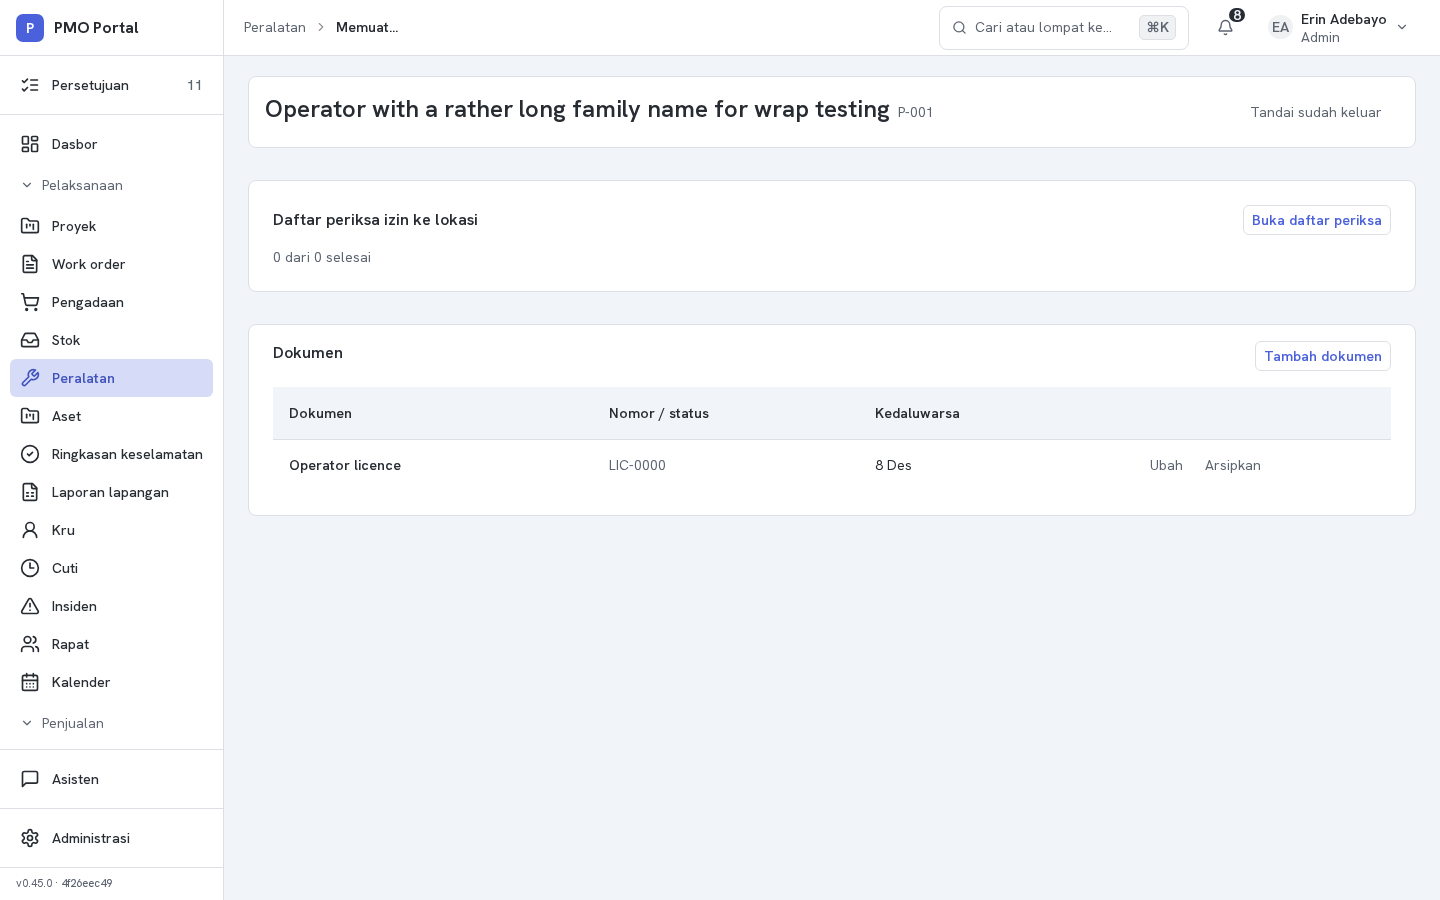 P PMO Portal
Peralatan > Memuat...
Cari atau lompat ke... ⌘K
8
EA Erin Adebayo
Admin
Persetujuan 11
Dasbor
Pelaksanaan
Proyek
Work order
Pengadaan
Stok
Peralatan
Aset
Ringkasan keselamatan
Laporan lapangan
Kru
Cuti
Insiden
Rapat
Kalender
Penjualan
Asisten
Administrasi
v0.45.0 · 4f26eec49
Operator with a rather long family name for wrap testing P-001
Tandai sudah keluar
Daftar periksa izin ke lokasi
Buka daftar periksa
0 dari 0 selesai
Dokumen
Tambah dokumen
Dokumen Nomor / status Kedaluwarsa
Operator licence LIC-0000 8 Des Ubah Arsipkan